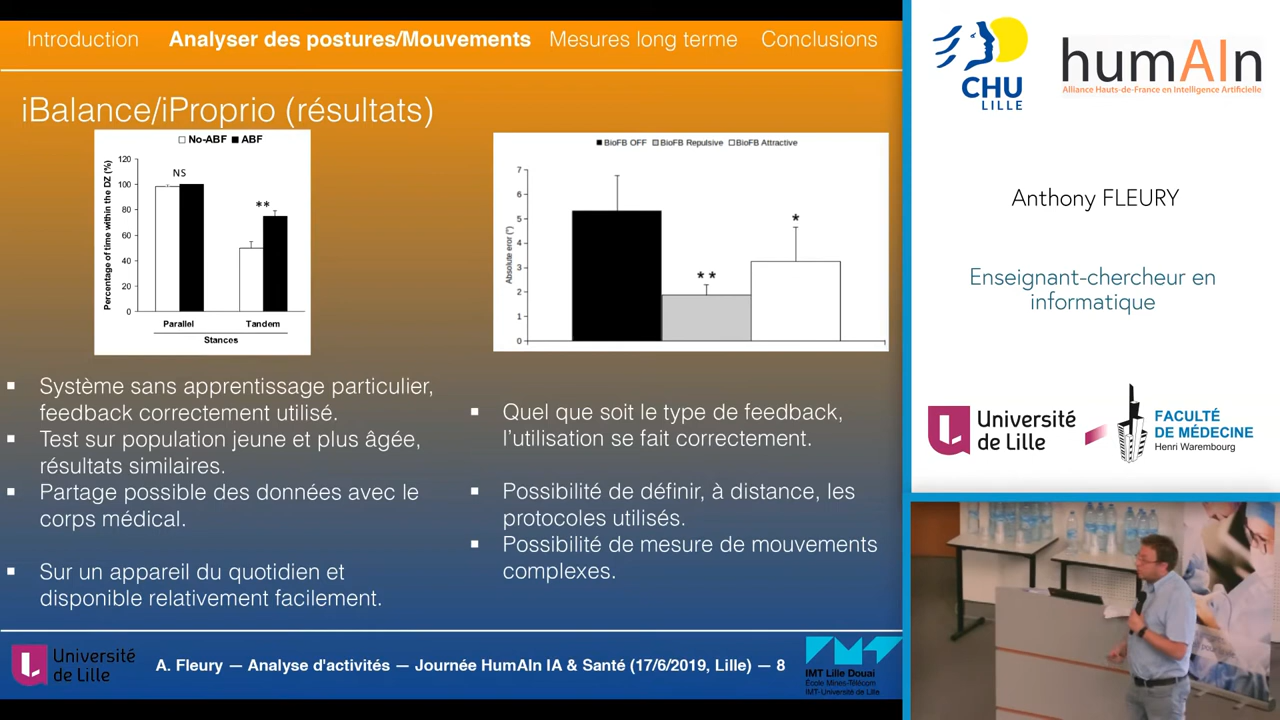 Introduction Analyser des postures/Mouvements Mesures long terme Conclusions
iBalance/iProprio (résultats)
No-ABF ABF
Percentage of time within the DZ (%)
120
100
80
60
40
20
0
NS
**
Parallel Tandem
Stances
BioFB OFF BioFB Repulsive BioFB Attractive
Absolute eror (°)
7
6
5
4
3
2
1
0
**
*
Système sans apprentissage particulier,
feedback correctement utilisé.
Test sur population jeune et plus âgée,
résultats similaires.
Partage possible des données avec le
corps médical.
Sur un appareil du quotidien et
disponible relativement facilement.
Quel que soit le type de feedback,
l'utilisation se fait correctement.
Possibilité de définir, à distance, les
protocoles utilisés.
Possibilité de mesure de mouvements
complexes.
Université
de Lille
A. Fleury — Analyse d'activités — Journée HumAIn IA & Santé (17/6/2019, Lille) — 8
IMT Lille Douai
École Mines-Télécom
IMT-Université de Lille
CHU
LILLE
humAIn
Alliance Hauts-de-France en Intelligence Artificielle
Anthony FLEURY
Enseignant-chercheur en
informatique
Université
de Lille
FACULTÉ
DE MÉDECINE
Henri Warembourg